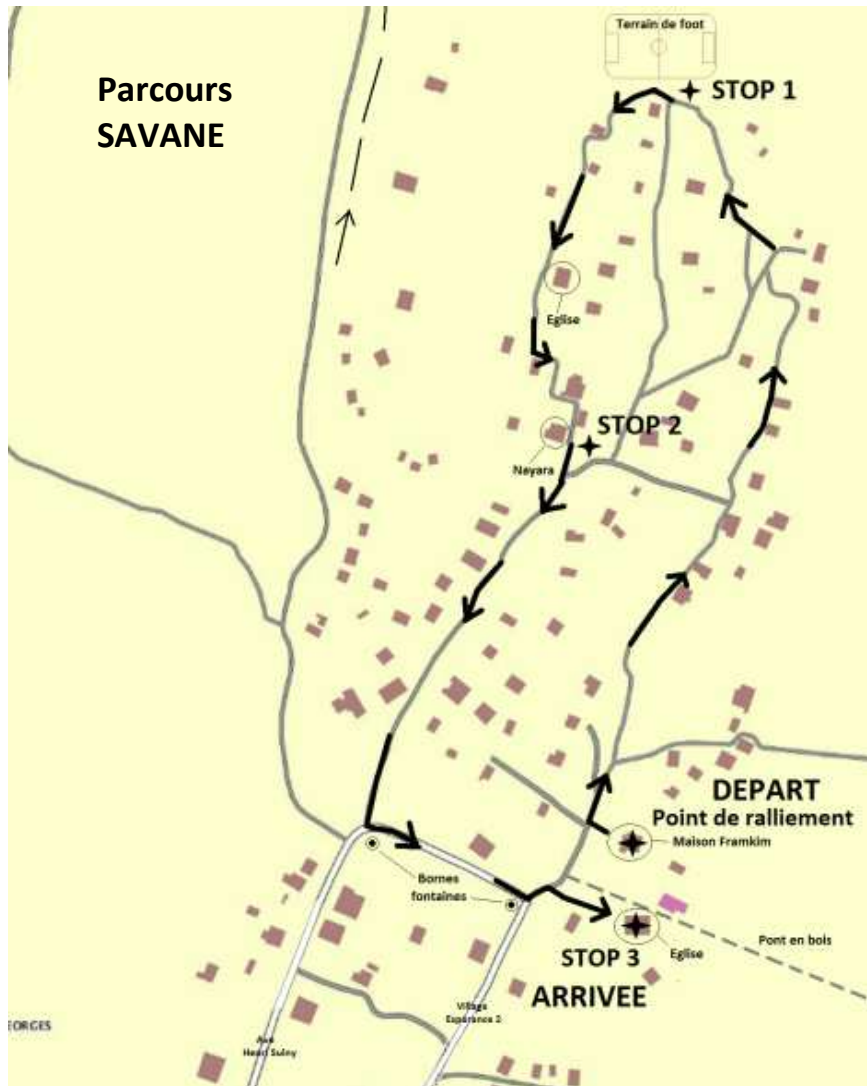 Parcours
SAVANE
Terrain de foot
STOP 1
Eglise
STOP 2
Nayara
DEPART
Point de ralliement
Maison Framkim
Bornes
fontaines
Pont en bois
STOP 3
Eglise
ARRIVEE
Village
Espérance 2
EORGES
Ave
Henri Sulny